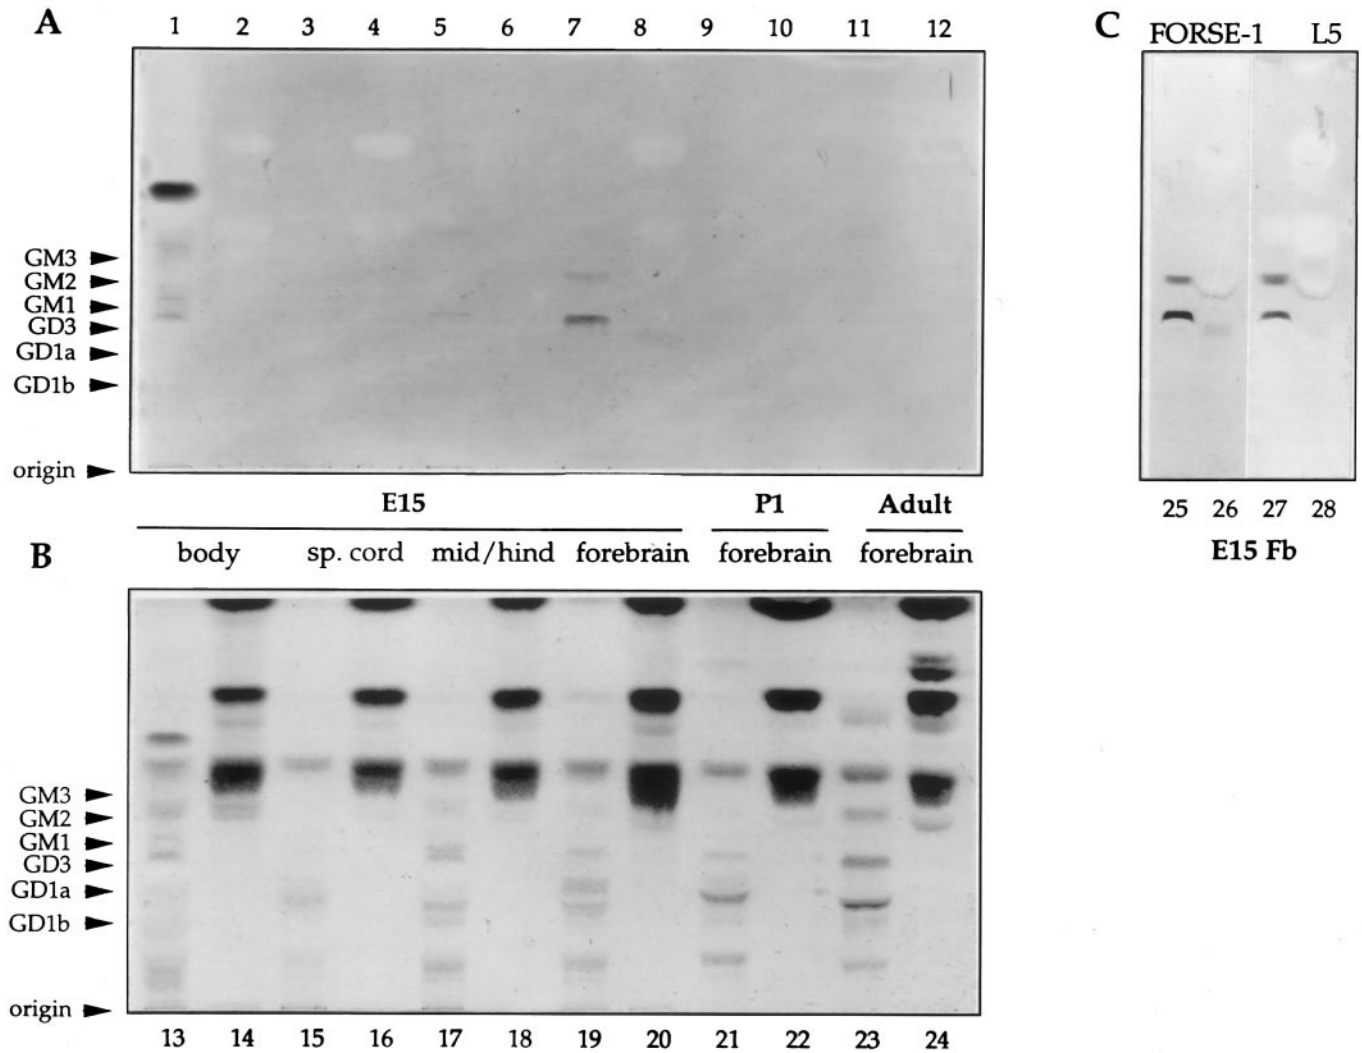 A
1 2 3 4 5 6 7 8 9 10 11 12
GM3
GM2
GM1
GD3
GD1a
GD1b
origin
E15 P1 Adult
body sp. cord mid/hind forebrain forebrain forebrain
B
GM3
GM2
GM1
GD3
GD1a
GD1b
origin
13 14 15 16 17 18 19 20 21 22 23 24
C
FORSE-1 L5
25 26 27 28
E15 Fb